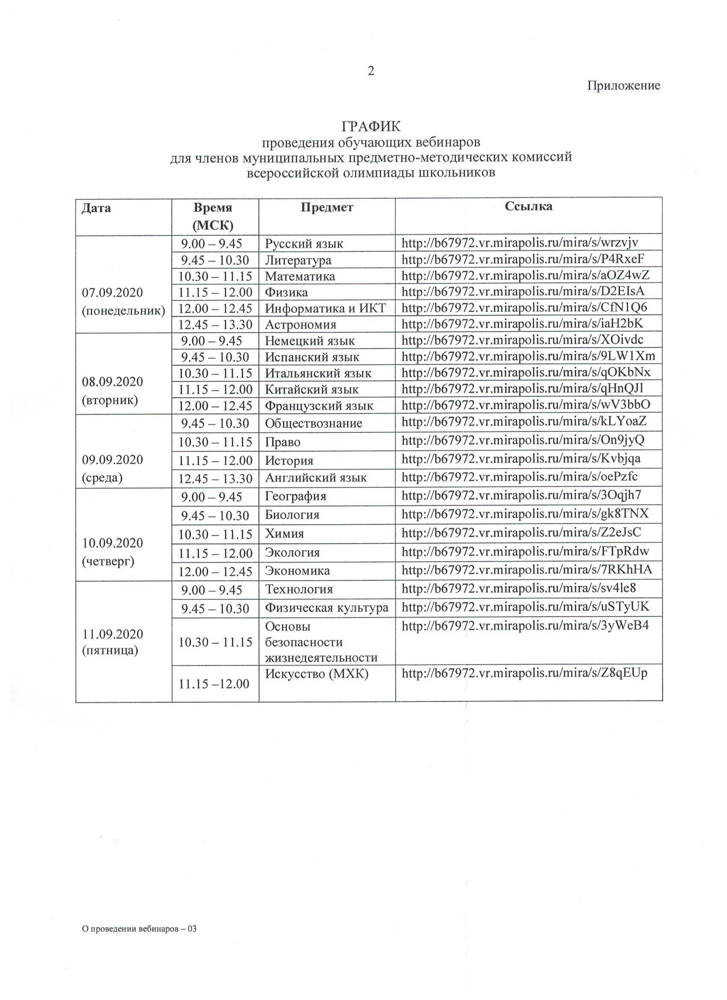 2
Приложение
ГРАФИК
проведения обучающих вебинаров
для членов муниципальных предметно-методических комиссий
всероссийской олимпиады школьников
Дата Время (МСК) Предмет Ссылка
07.09.2020 (понедельник)
9.00 – 9.45 Русский язык http://b67972.vr.mirapolis.ru/mira/s/wrzvjv
9.45 – 10.30 Литература http://b67972.vr.mirapolis.ru/mira/s/P4RxeF
10.30 – 11.15 Математика http://b67972.vr.mirapolis.ru/mira/s/aOZ4wZ
11.15 – 12.00 Физика http://b67972.vr.mirapolis.ru/mira/s/D2EIsA
12.00 – 12.45 Информатика и ИКТ http://b67972.vr.mirapolis.ru/mira/s/CfN1Q6
12.45 – 13.30 Астрономия http://b67972.vr.mirapolis.ru/mira/s/iaH2bK
08.09.2020 (вторник)
9.00 – 9.45 Немецкий язык http://b67972.vr.mirapolis.ru/mira/s/XOivdc
9.45 – 10.30 Испанский язык http://b67972.vr.mirapolis.ru/mira/s/9LW1Xm
10.30 – 11.15 Итальянский язык http://b67972.vr.mirapolis.ru/mira/s/qOKbNx
11.15 – 12.00 Китайский язык http://b67972.vr.mirapolis.ru/mira/s/qHnQJl
12.00 – 12.45 Французский язык http://b67972.vr.mirapolis.ru/mira/s/wV3bbO
09.09.2020 (среда)
9.45 – 10.30 Обществознание http://b67972.vr.mirapolis.ru/mira/s/kLYoaZ
10.30 – 11.15 Право http://b67972.vr.mirapolis.ru/mira/s/On9jyQ
11.15 – 12.00 История http://b67972.vr.mirapolis.ru/mira/s/Kvbjqa
12.45 – 13.30 Английский язык http://b67972.vr.mirapolis.ru/mira/s/oePzfc
10.09.2020 (четверг)
9.00 – 9.45 География http://b67972.vr.mirapolis.ru/mira/s/3Oqjh7
9.45 – 10.30 Биология http://b67972.vr.mirapolis.ru/mira/s/gk8TNX
10.30 – 11.15 Химия http://b67972.vr.mirapolis.ru/mira/s/Z2eJsC
11.15 – 12.00 Экология http://b67972.vr.mirapolis.ru/mira/s/FTpRdw
12.00 – 12.45 Экономика http://b67972.vr.mirapolis.ru/mira/s/7RKhHA
11.09.2020 (пятница)
9.00 – 9.45 Технология http://b67972.vr.mirapolis.ru/mira/s/sv4le8
9.45 – 10.30 Физическая культура http://b67972.vr.mirapolis.ru/mira/s/uSTyUK
10.30 – 11.15 Основы безопасности жизнедеятельности http://b67972.vr.mirapolis.ru/mira/s/3yWeB4
11.15 –12.00 Искусство (МХК) http://b67972.vr.mirapolis.ru/mira/s/Z8qEUp
О проведении вебинаров – 03